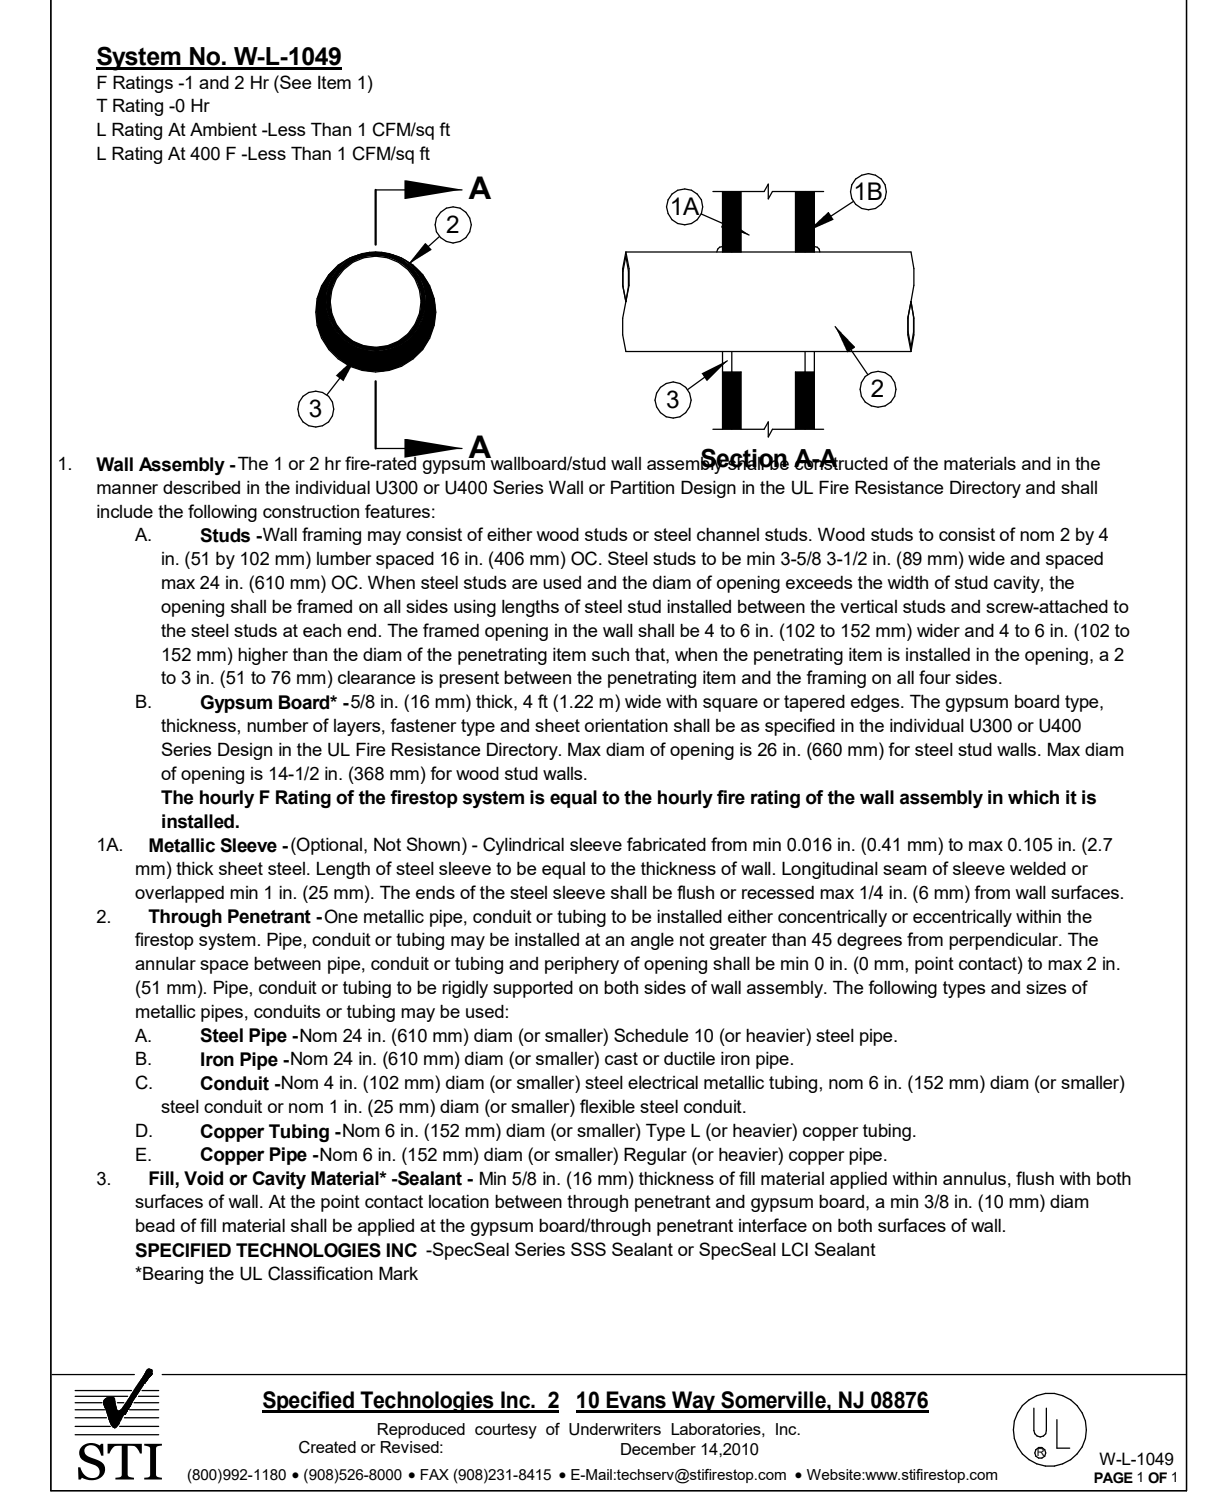 System No. W-L-1049
F Ratings -1 and 2 Hr (See Item 1)
T Rating -0 Hr
L Rating At Ambient -Less Than 1 CFM/sq ft
L Rating At 400 F -Less Than 1 CFM/sq ft
A
2
3
A
1A
1B
3
2
Section A-A
1. Wall Assembly - The 1 or 2 hr fire-rated gypsum wallboard/stud wall assembly shall be constructed of the materials and in the
manner described in the individual U300 or U400 Series Wall or Partition Design in the UL Fire Resistance Directory and shall
include the following construction features:
A. Studs -Wall framing may consist of either wood studs or steel channel studs. Wood studs to consist of nom 2 by 4
in. (51 by 102 mm) lumber spaced 16 in. (406 mm) OC. Steel studs to be min 3-5/8 3-1/2 in. (89 mm) wide and spaced
max 24 in. (610 mm) OC. When steel studs are used and the diam of opening exceeds the width of stud cavity, the
opening shall be framed on all sides using lengths of steel stud installed between the vertical studs and screw-attached to
the steel studs at each end. The framed opening in the wall shall be 4 to 6 in. (102 to 152 mm) wider and 4 to 6 in. (102 to
152 mm) higher than the diam of the penetrating item such that, when the penetrating item is installed in the opening, a 2
to 3 in. (51 to 76 mm) clearance is present between the penetrating item and the framing on all four sides.
B. Gypsum Board* -5/8 in. (16 mm) thick, 4 ft (1.22 m) wide with square or tapered edges. The gypsum board type,
thickness, number of layers, fastener type and sheet orientation shall be as specified in the individual U300 or U400
Series Design in the UL Fire Resistance Directory. Max diam of opening is 26 in. (660 mm) for steel stud walls. Max diam
of opening is 14-1/2 in. (368 mm) for wood stud walls.
The hourly F Rating of the firestop system is equal to the hourly fire rating of the wall assembly in which it is
installed.
1A. Metallic Sleeve - (Optional, Not Shown) - Cylindrical sleeve fabricated from min 0.016 in. (0.41 mm) to max 0.105 in. (2.7
mm) thick sheet steel. Length of steel sleeve to be equal to the thickness of wall. Longitudinal seam of sleeve welded or
overlapped min 1 in. (25 mm). The ends of the steel sleeve shall be flush or recessed max 1/4 in. (6 mm) from wall surfaces.
2. Through Penetrant - One metallic pipe, conduit or tubing to be installed either concentrically or eccentrically within the
firestop system. Pipe, conduit or tubing may be installed at an angle not greater than 45 degrees from perpendicular. The
annular space between pipe, conduit or tubing and periphery of opening shall be min 0 in. (0 mm, point contact) to max 2 in.
(51 mm). Pipe, conduit or tubing to be rigidly supported on both sides of wall assembly. The following types and sizes of
metallic pipes, conduits or tubing may be used:
A. Steel Pipe -Nom 24 in. (610 mm) diam (or smaller) Schedule 10 (or heavier) steel pipe.
B. Iron Pipe -Nom 24 in. (610 mm) diam (or smaller) cast or ductile iron pipe.
C. Conduit -Nom 4 in. (102 mm) diam (or smaller) steel electrical metallic tubing, nom 6 in. (152 mm) diam (or smaller)
steel conduit or nom 1 in. (25 mm) diam (or smaller) flexible steel conduit.
D. Copper Tubing -Nom 6 in. (152 mm) diam (or smaller) Type L (or heavier) copper tubing.
E. Copper Pipe -Nom 6 in. (152 mm) diam (or smaller) Regular (or heavier) copper pipe.
3. Fill, Void or Cavity Material* -Sealant - Min 5/8 in. (16 mm) thickness of fill material applied within annulus, flush with both
surfaces of wall. At the point contact location between through penetrant and gypsum board, a min 3/8 in. (10 mm) diam
bead of fill material shall be applied at the gypsum board/through penetrant interface on both surfaces of wall.
SPECIFIED TECHNOLOGIES INC -SpecSeal Series SSS Sealant or SpecSeal LCI Sealant
*Bearing the UL Classification Mark
STI
Specified Technologies Inc. 2 10 Evans Way Somerville, NJ 08876
Reproduced courtesy of Underwriters Laboratories, Inc.
Created or Revised: December 14,2010
(800)992-1180 • (908)526-8000 • FAX (908)231-8415 • E-Mail:techserv@stifirestop.com • Website:www.stifirestop.com
UL ®
W-L-1049
PAGE 1 OF 1